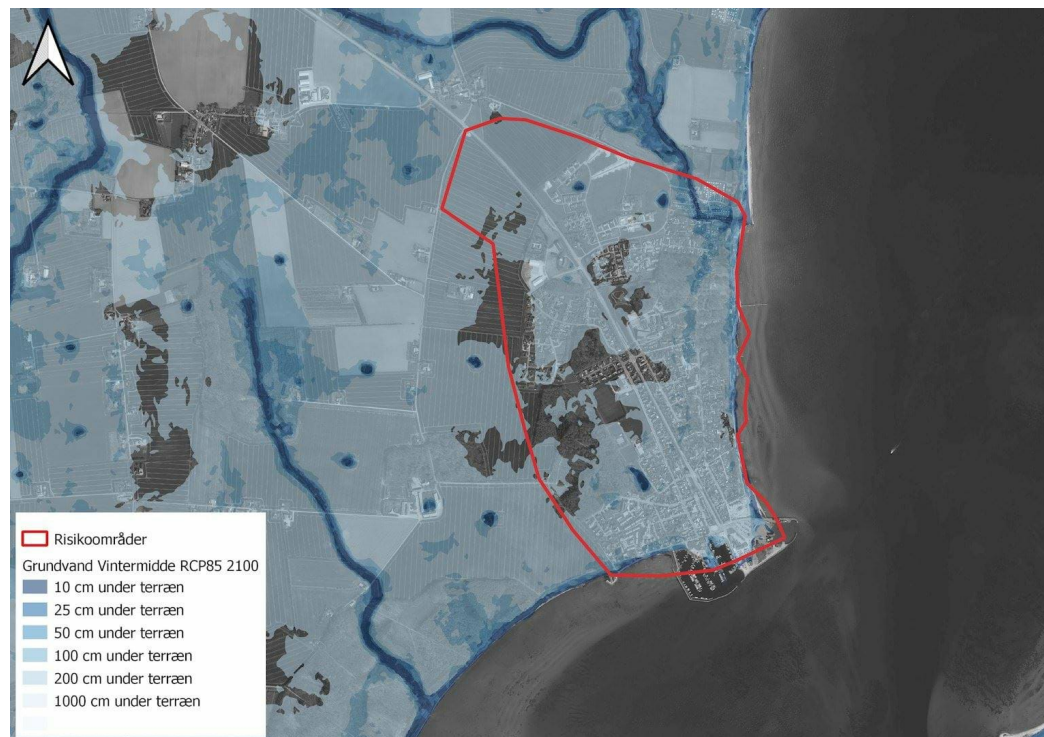 Risikoområder
Grundvand Vintermidde RCP85 2100
10 cm under terræn
25 cm under terræn
50 cm under terræn
100 cm under terræn
200 cm under terræn
1000 cm under terræn